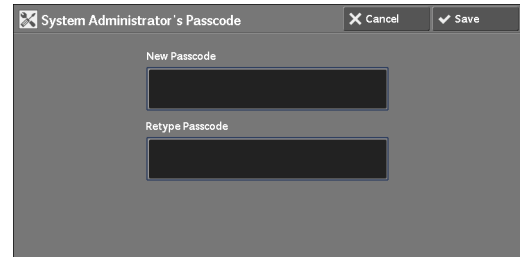 System Administrator's Passcode
Cancel
Save
New Passcode
Retype Passcode